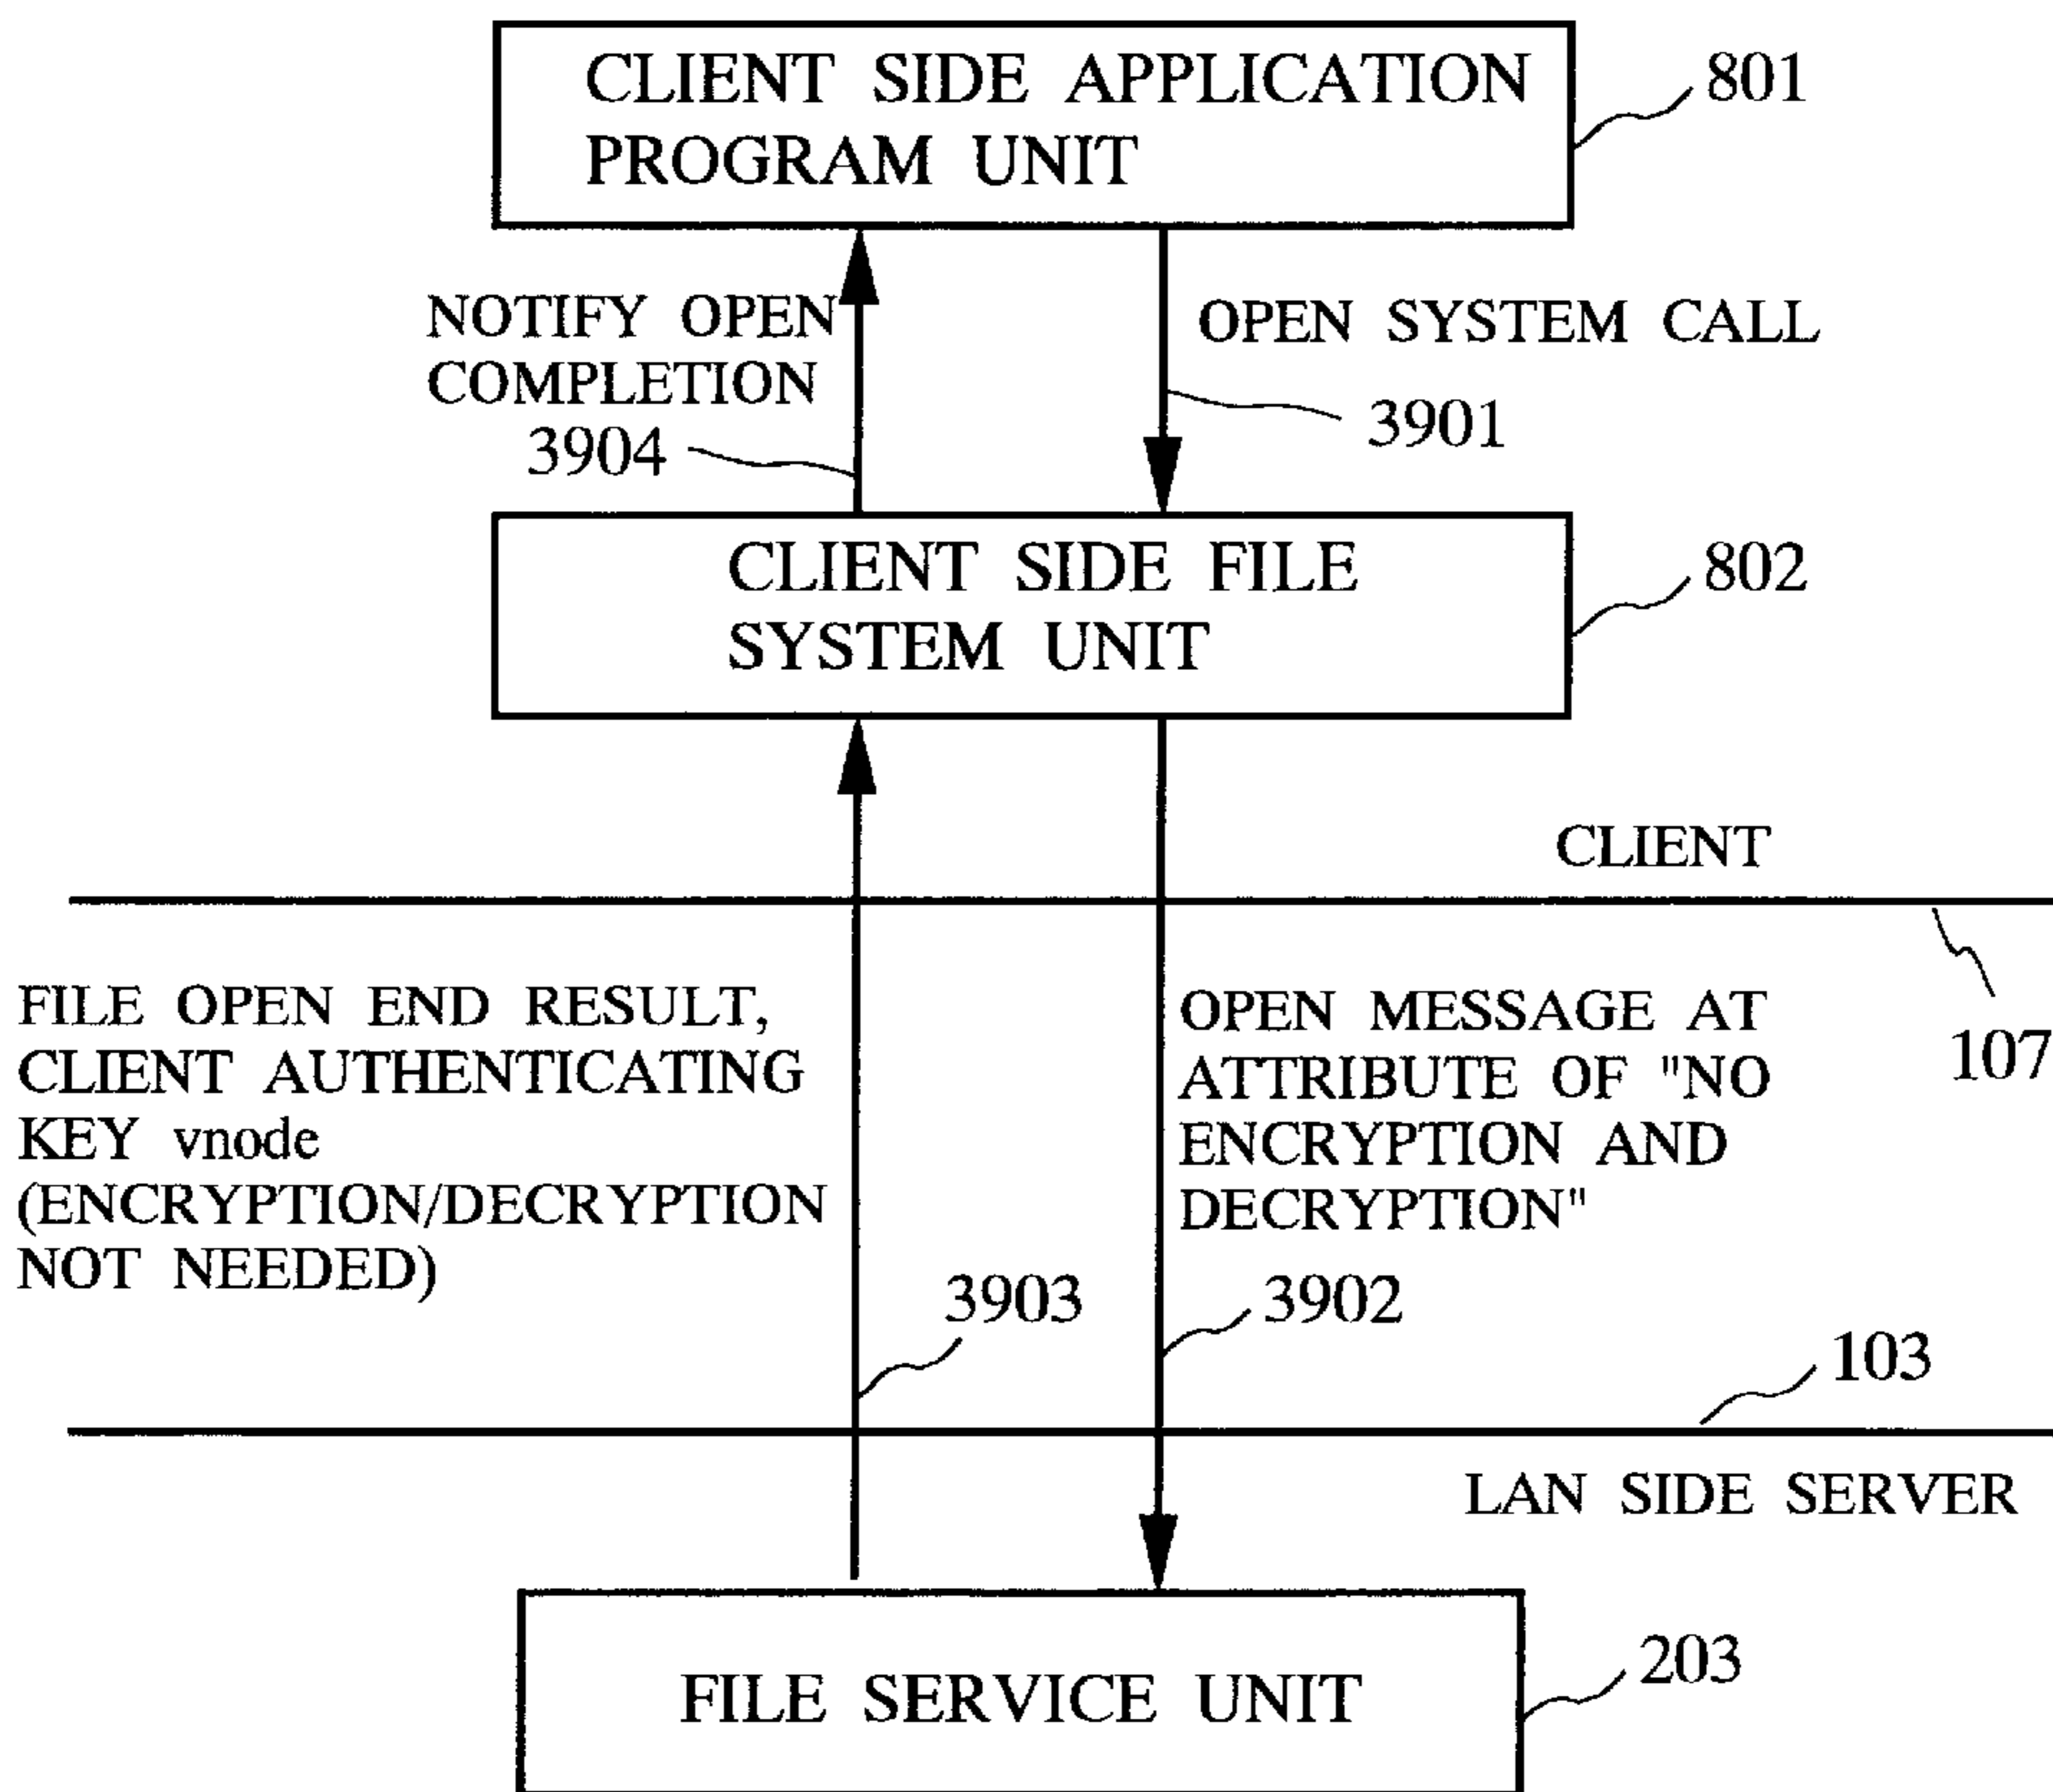 CLIENT SIDE APPLICATION
PROGRAM UNIT
801
NOTIFY OPEN
COMPLETION
3904
OPEN SYSTEM CALL
3901
CLIENT SIDE FILE
SYSTEM UNIT
802
CLIENT
107
FILE OPEN END RESULT,
CLIENT AUTHENTICATING
KEY vnode
(ENCRYPTION/DECRYPTION
NOT NEEDED)
OPEN MESSAGE AT
ATTRIBUTE OF "NO
ENCRYPTION AND
DECRYPTION"
3903
3902
103
LAN SIDE SERVER
FILE SERVICE UNIT
203